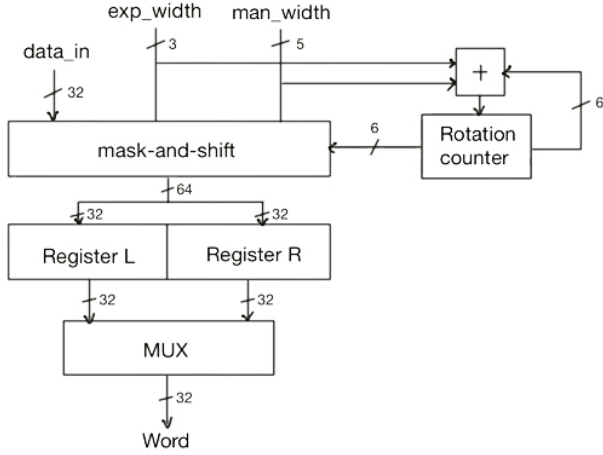 exp_width man_width
3 5
data_in
32
+
6
6
Rotation
counter
mask-and-shift
64
32 32
Register L Register R
32 32
MUX
32
Word